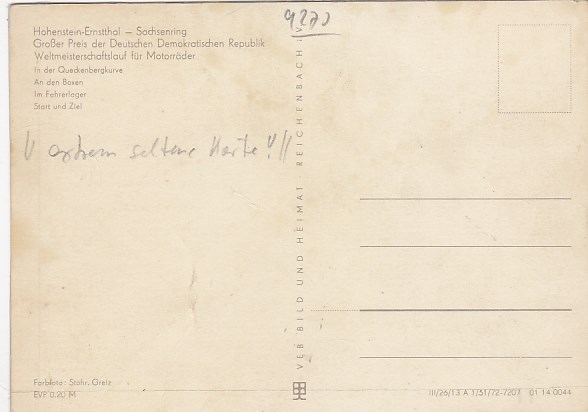 9270
Hohenstein-Ernstthal – Sachsenring
Großer Preis der Deutschen Demokratischen Republik
Weltmeisterschaftslauf für Motorräder
In der Queckenbergkurve
An den Boxen
Im Fahrerlager
Start und Ziel
extrem seltene Karte!!!
VEB BILD UND HEIMAT REICHENBACH i.V.
Farbfoto: Stohr, Greiz
EVP 0.20 M
III/26/13 A 1/51/72-7207 01 14 0044